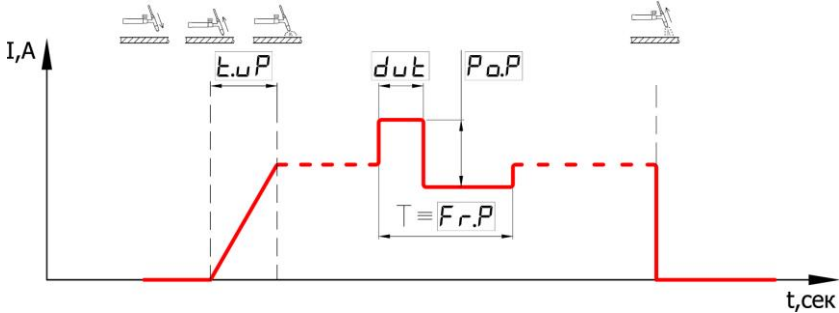 I,A
t.uP
dut
Po.P
T ≡ Fr.P
t,сек